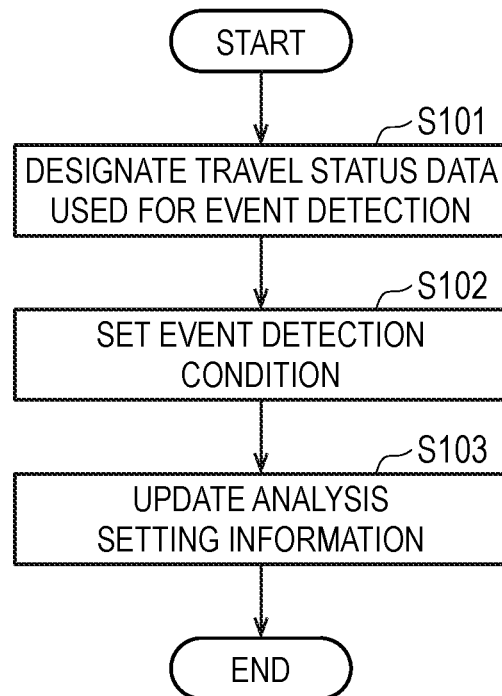 START
S101
DESIGNATE TRAVEL STATUS DATA
USED FOR EVENT DETECTION
S102
SET EVENT DETECTION
CONDITION
S103
UPDATE ANALYSIS
SETTING INFORMATION
END